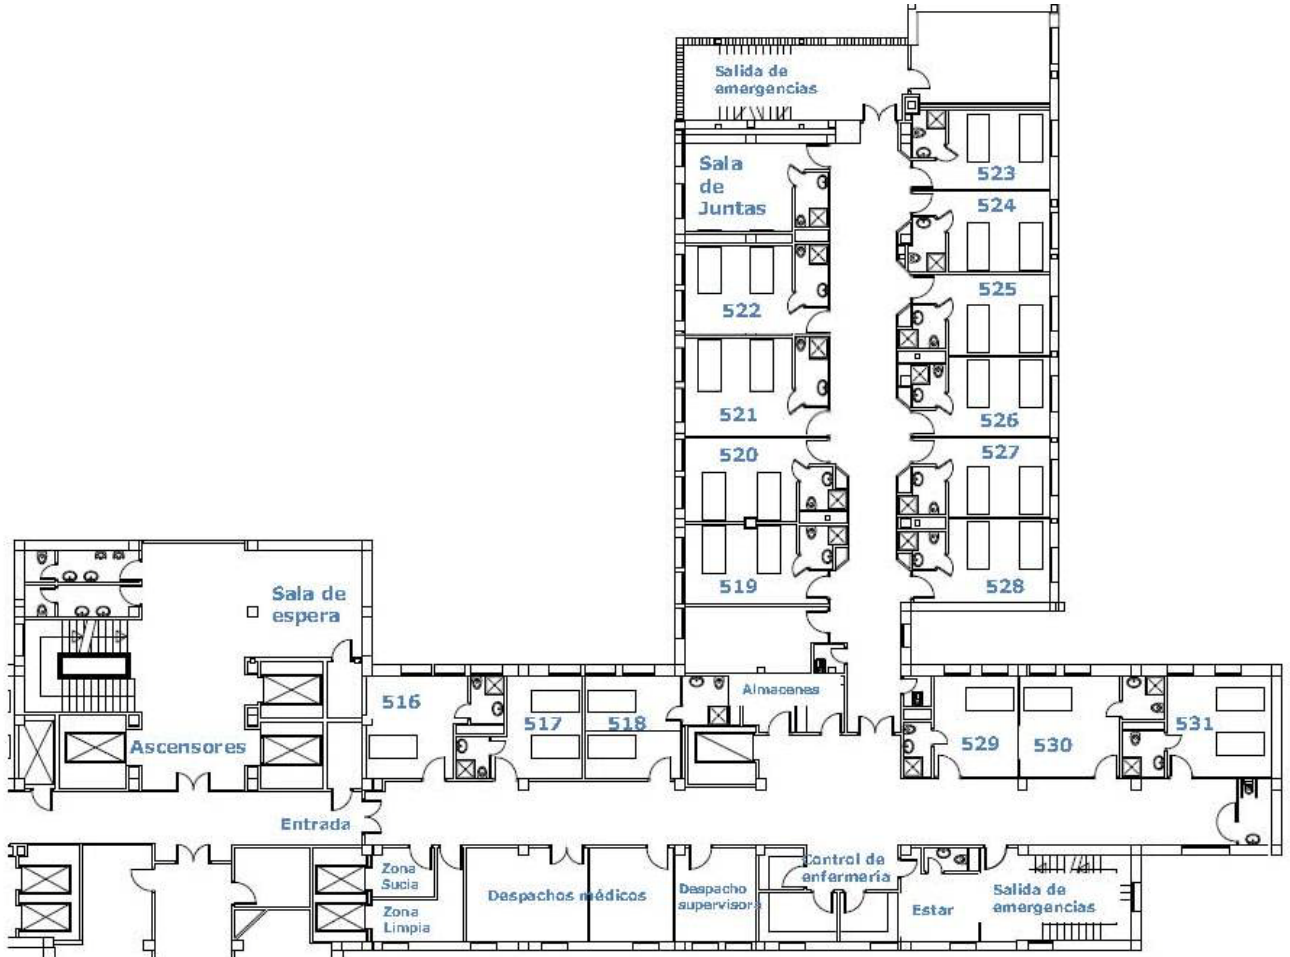 Salida de
emergencias
Sala
de
Juntas
523
524
522
525
521
526
520
527
519
528
Sala de
espera
Ascensores
516
517
518
Almacenes
529
530
531
Entrada
Zona
Sucia
Zona
Limpia
Despachos médicos
Despacho
supervisora
Control de
enfermería
Estar
Salida de
emergencias